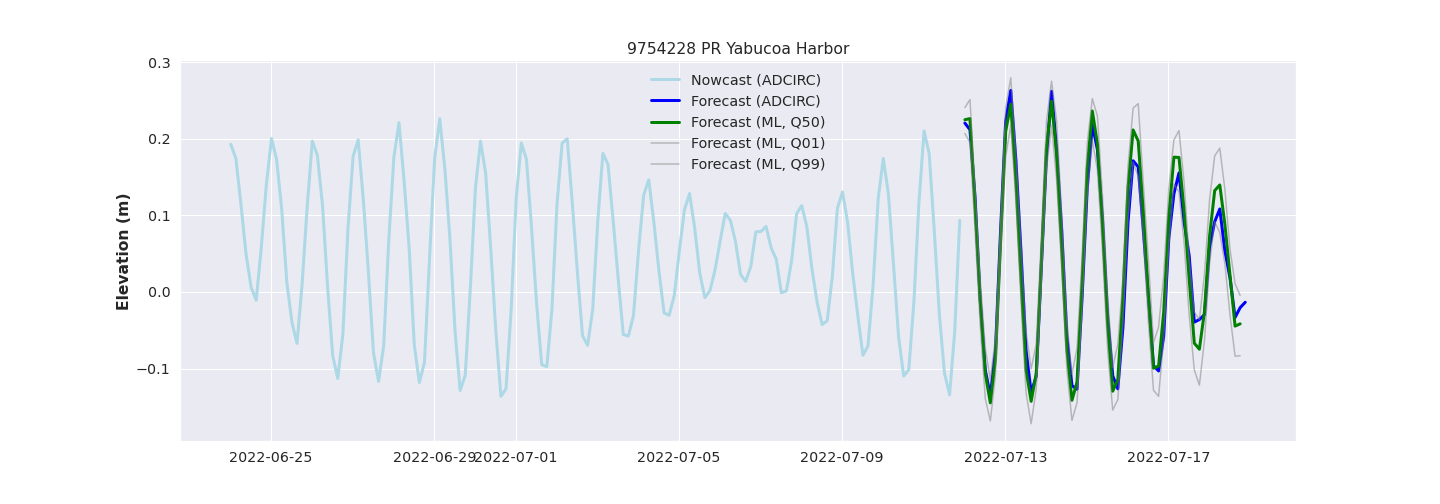 9754228 PR Yabucoa Harbor
Elevation (m)
0.3
0.2
0.1
0.0
−0.1
Nowcast (ADCIRC)
Forecast (ADCIRC)
Forecast (ML, Q50)
Forecast (ML, Q01)
Forecast (ML, Q99)
2022-06-25 2022-06-29 2022-07-01 2022-07-05 2022-07-09 2022-07-13 2022-07-17